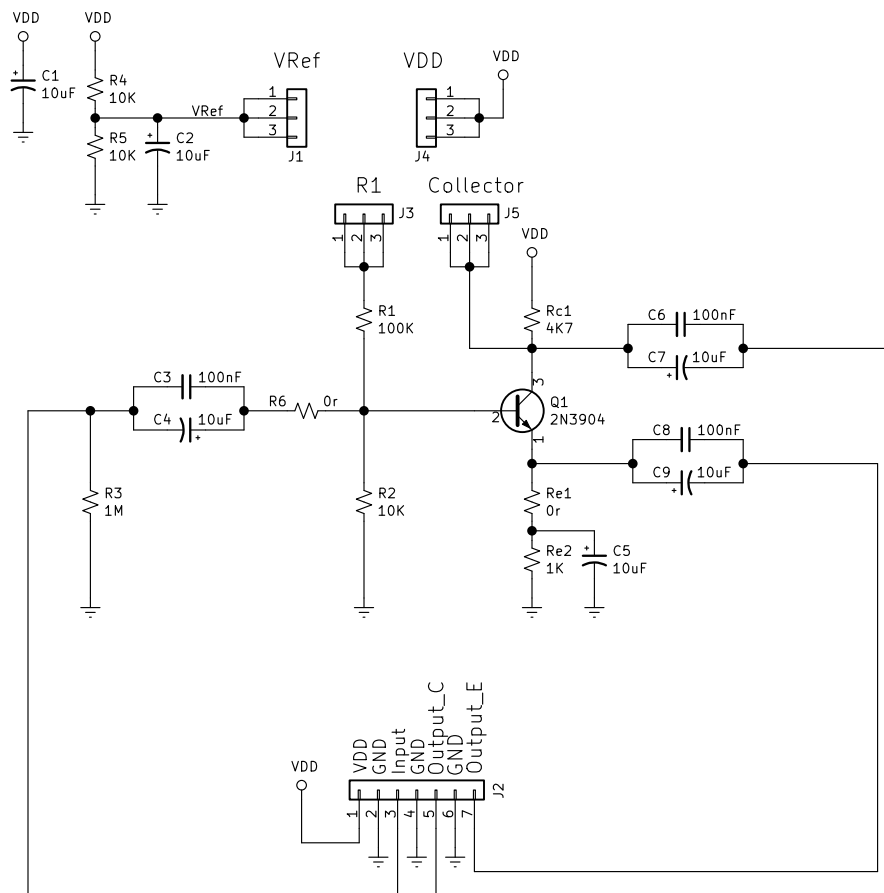 VDD
VDD
C1
10uF
R4
10K
VRef
R5
10K
C2
10uF
VRef
1
2
3
J1
VDD
VDD
1
2
3
J4
R1
J3
1
2
3
Collector
J5
1
2
3
VDD
R1
100K
Rc1
4K7
C6
100nF
C7
10uF
C3
100nF
C4
10uF
R6
0r
3
Q1
2N3904
2
1
C8
100nF
C9
10uF
R3
1M
R2
10K
Re1
0r
Re2
1K
C5
10uF
VDD
VDD
GND
Input
GND
Output_C
GND
Output_E
J2
1
2
3
4
5
6
7